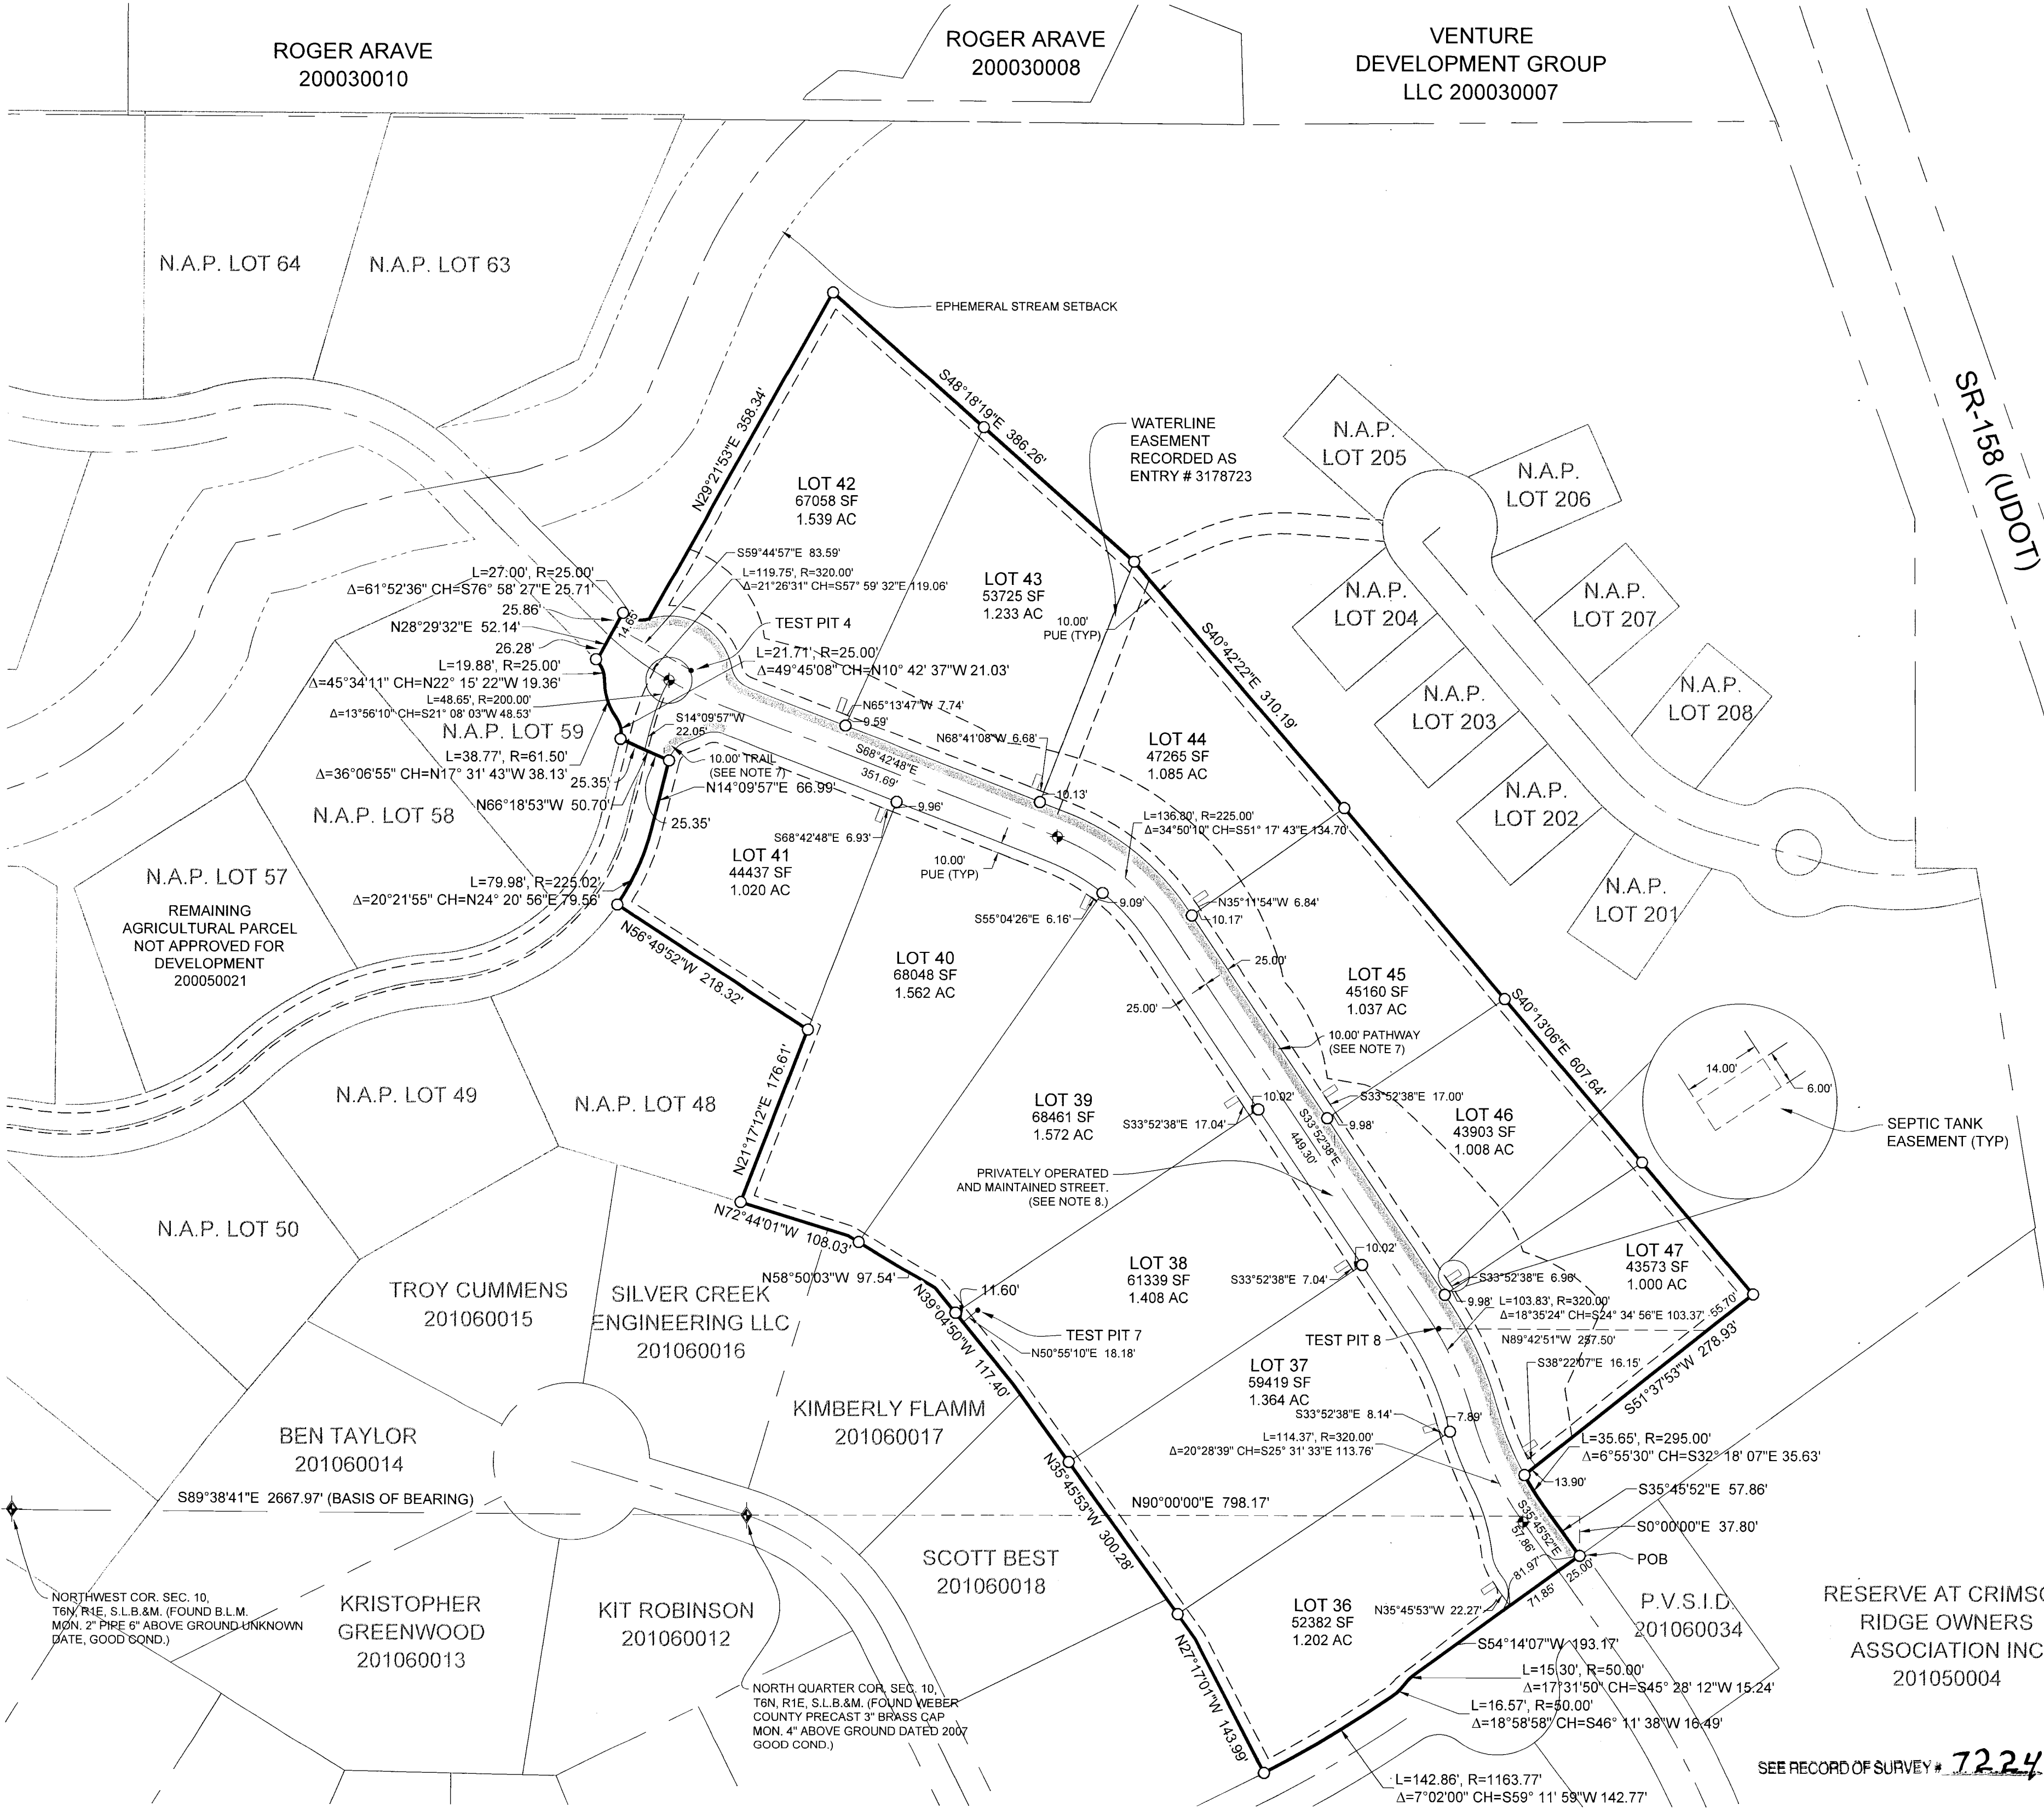 ROGER ARAVE
200030010
ROGER ARAVE
200030008
VENTURE
DEVELOPMENT GROUP
LLC 200030007
SR-158 (UDOT)
N.A.P. LOT 64
N.A.P. LOT 63
EPHEMERAL STREAM SETBACK
S48°18'19"E 386.26'
N29°21'53"E 358.34'
WATERLINE
EASEMENT
RECORDED AS
ENTRY # 3178723
N.A.P.
LOT 205
N.A.P.
LOT 206
N.A.P.
LOT 204
N.A.P.
LOT 207
N.A.P.
LOT 203
N.A.P.
LOT 208
N.A.P.
LOT 202
N.A.P.
LOT 201
LOT 42
67058 SF
1.539 AC
S59°44'57"E 83.59'
L=119.75', R=320.00'
Δ=21°26'31" CH=S57° 59' 32"E 119.06'
LOT 43
53725 SF
1.233 AC
10.00'
PUE (TYP)
L=27.00', R=25.00'
Δ=61°52'36" CH=S76° 58' 27"E 25.71'
25.86'
14.65'
N28°29'32"E 52.14'
26.28'
TEST PIT 4
L=19.88', R=25.00'
Δ=45°34'11" CH=N22° 15' 22"W 19.36'
L=21.71', R=25.00'
Δ=49°45'08" CH=N10° 42' 37"W 21.03'
L=48.65', R=200.00'
Δ=13°56'10" CH=S21° 08' 03"W 48.53'
N.A.P. LOT 59
S14°09'57"W
22.05'
L=38.77', R=61.50'
Δ=36°06'55" CH=N17° 31' 43"W 38.13'
25.35'
N66°18'53"W 50.70'
10.00' TRAIL
(SEE NOTE 7)
N14°09'57"E 66.99'
25.35'
N65°13'47"W 7.74'
9.59'
S68°42'48"E
351.69'
N68°41'08"W 6.68'
10.13'
S40°42'22"E 310.19'
LOT 44
47265 SF
1.085 AC
L=136.80', R=225.00'
Δ=34°50'10" CH=S51° 17' 43"E 134.70'
9.96'
S68°42'48"E 6.93'
10.00'
PUE (TYP)
N.A.P. LOT 58
LOT 41
44437 SF
1.020 AC
N.A.P. LOT 57
REMAINING
AGRICULTURAL PARCEL
NOT APPROVED FOR
DEVELOPMENT
200050021
L=79.98', R=225.02'
Δ=20°21'55" CH=N24° 20' 56"E 79.56'
N56°49'52"W 218.32'
9.09'
S55°04'26"E 6.16'
N35°11'54"W 6.84'
10.17'
LOT 40
68048 SF
1.562 AC
25.00'
25.00'
LOT 45
45160 SF
1.037 AC
10.00' PATHWAY
(SEE NOTE 7)
S40°13'06"E 607.64'
14.00'
6.00'
SEPTIC TANK
EASEMENT (TYP)
N.A.P. LOT 49
N.A.P. LOT 48
N21°17'12"E 176.61'
LOT 39
68461 SF
1.572 AC
10.02'
S33°52'38"E 17.04'
S33°52'38"E 17.00'
9.98'
S33°52'38"E
449.30'
LOT 46
43903 SF
1.008 AC
PRIVATELY OPERATED
AND MAINTAINED STREET.
(SEE NOTE 8.)
N.A.P. LOT 50
N72°44'01"W 108.03'
N58°50'03"W 97.54'
11.60'
TEST PIT 7
N50°55'10"E 18.18'
N39°04'50"W 117.40'
LOT 38
61339 SF
1.408 AC
10.02'
S33°52'38"E 7.04'
LOT 47
43573 SF
1.000 AC
S33°52'38"E 6.96'
9.98'
L=103.83', R=320.00'
Δ=18°35'24" CH=S24° 34' 56"E 103.37'
55.70'
TEST PIT 8
N89°42'51"W 257.50'
S38°22'07"E 16.15'
S51°37'53"W 278.93'
TROY CUMMENS
201060015
SILVER CREEK
ENGINEERING LLC
201060016
LOT 37
59419 SF
1.364 AC
S33°52'38"E 8.14'
7.89'
L=114.37', R=320.00'
Δ=20°28'39" CH=S25° 31' 33"E 113.76'
L=35.65', R=295.00'
Δ=6°55'30" CH=S32° 18' 07"E 35.63'
13.90'
S35°45'52"E 57.86'
KIMBERLY FLAMM
201060017
BEN TAYLOR
201060014
S89°38'41"E 2667.97' (BASIS OF BEARING)
N35°45'53"W 300.28'
N90°00'00"E 798.17'
S35°45'52"E
57.86'
S0°00'00"E 37.80'
POB
81.97'
25.00'
71.85'
SCOTT BEST
201060018
NORTHWEST COR. SEC. 10,
T6N, R1E, S.L.B.&M. (FOUND B.L.M.
MON. 2" PIPE 6" ABOVE GROUND UNKNOWN
DATE, GOOD COND.)
KRISTOPHER
GREENWOOD
201060013
KIT ROBINSON
201060012
NORTH QUARTER COR. SEC. 10,
T6N, R1E, S.L.B.&M. (FOUND WEBER
COUNTY PRECAST 3" BRASS CAP
MON. 4" ABOVE GROUND DATED 2007
GOOD COND.)
N27°17'01"W 143.99'
LOT 36
52382 SF
1.202 AC
N35°45'53"W 22.27'
S54°14'07"W 193.17'
L=15.30', R=50.00'
Δ=17°31'50" CH=S45° 28' 12"W 15.24'
L=16.57', R=50.00'
Δ=18°58'58" CH=S46° 11' 38"W 16.49'
L=142.86', R=1163.77'
Δ=7°02'00" CH=S59° 11' 59"W 142.77'
P.V.S.I.D.
201060034
RESERVE AT CRIMSO
RIDGE OWNERS
ASSOCIATION INC
201050004
SEE RECORD OF SURVEY # 7224